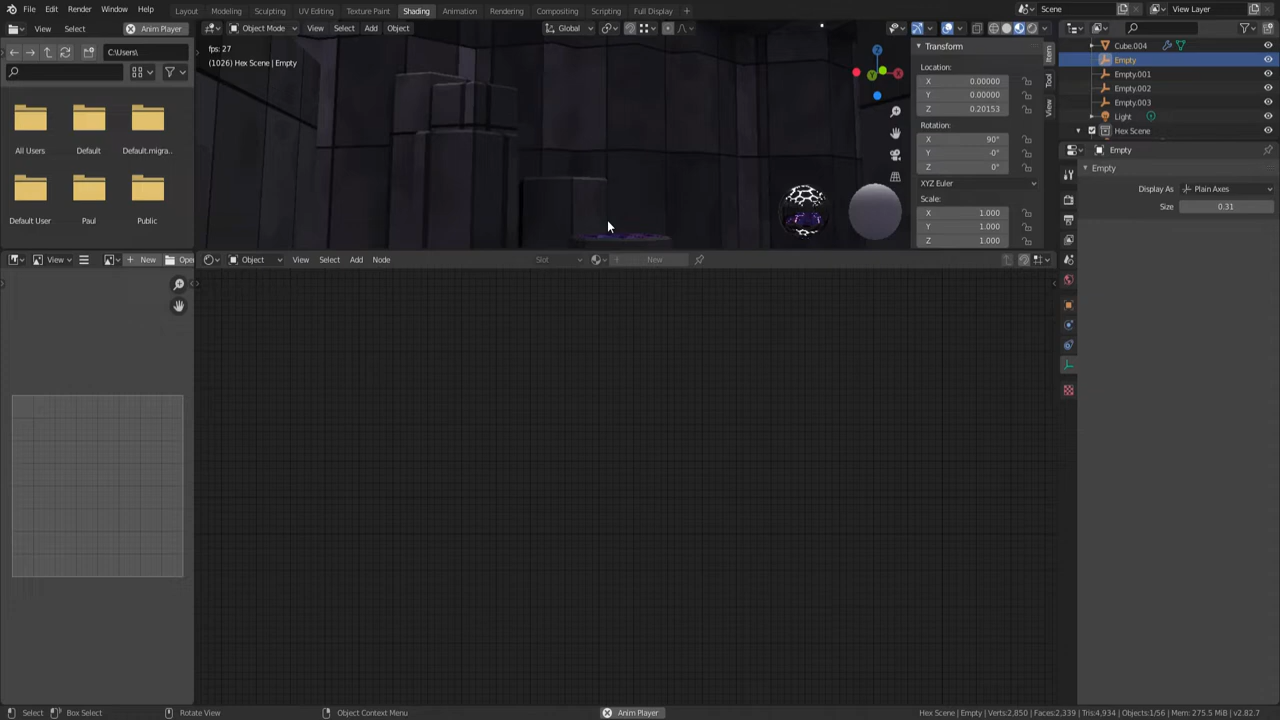 File Edit Render Window Help
Layout Modeling Sculpting UV Editing Texture Paint Shading Animation Rendering Compositing Scripting Full Display +
Scene
View Layer
View Select Anim Player
C:\Users\
All Users Default Default.migra...
Default User Paul Public
Object Mode View Select Add Object Global
fps: 27
(1026) Hex Scene | Empty
Transform
Location:
X 0.00000
Y 0.00000
Z 0.20153
Rotation:
X 90°
Y -0°
Z 0°
XYZ Euler
Scale:
X 1.000
Y 1.000
Z 1.000
Item
Tool
View
Cube.004
Empty
Empty.001
Empty.002
Empty.003
Light
Hex Scene
Empty
Empty
Display As Plain Axes
Size 0.31
View New Open
Object View Select Add Node Slot New
Select Box Select Rotate View Object Context Menu Anim Player Hex Scene | Empty | Verts:2,850 | Faces:2,339 | Tris:4,934 | Objects:1/56 | Mem: 275.5 MiB | v2.82.7